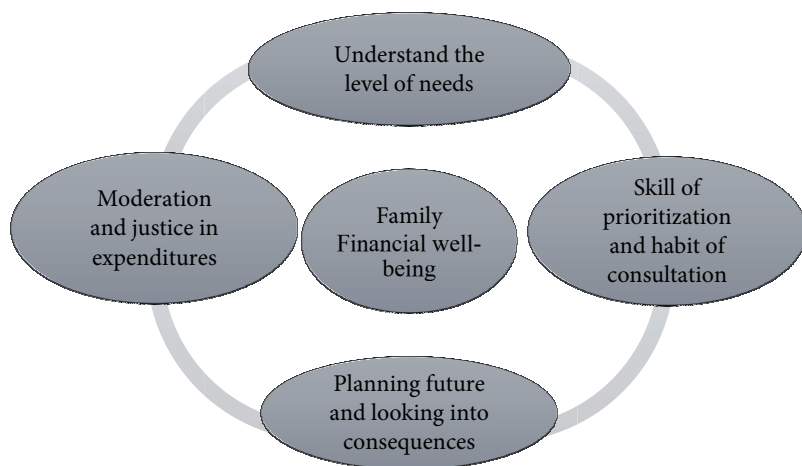 Understand the
level of needs
Moderation
and justice in
expenditures
Family
Financial well-
being
Skill of
prioritization
and habit of
consultation
Planning future
and looking into
consequences